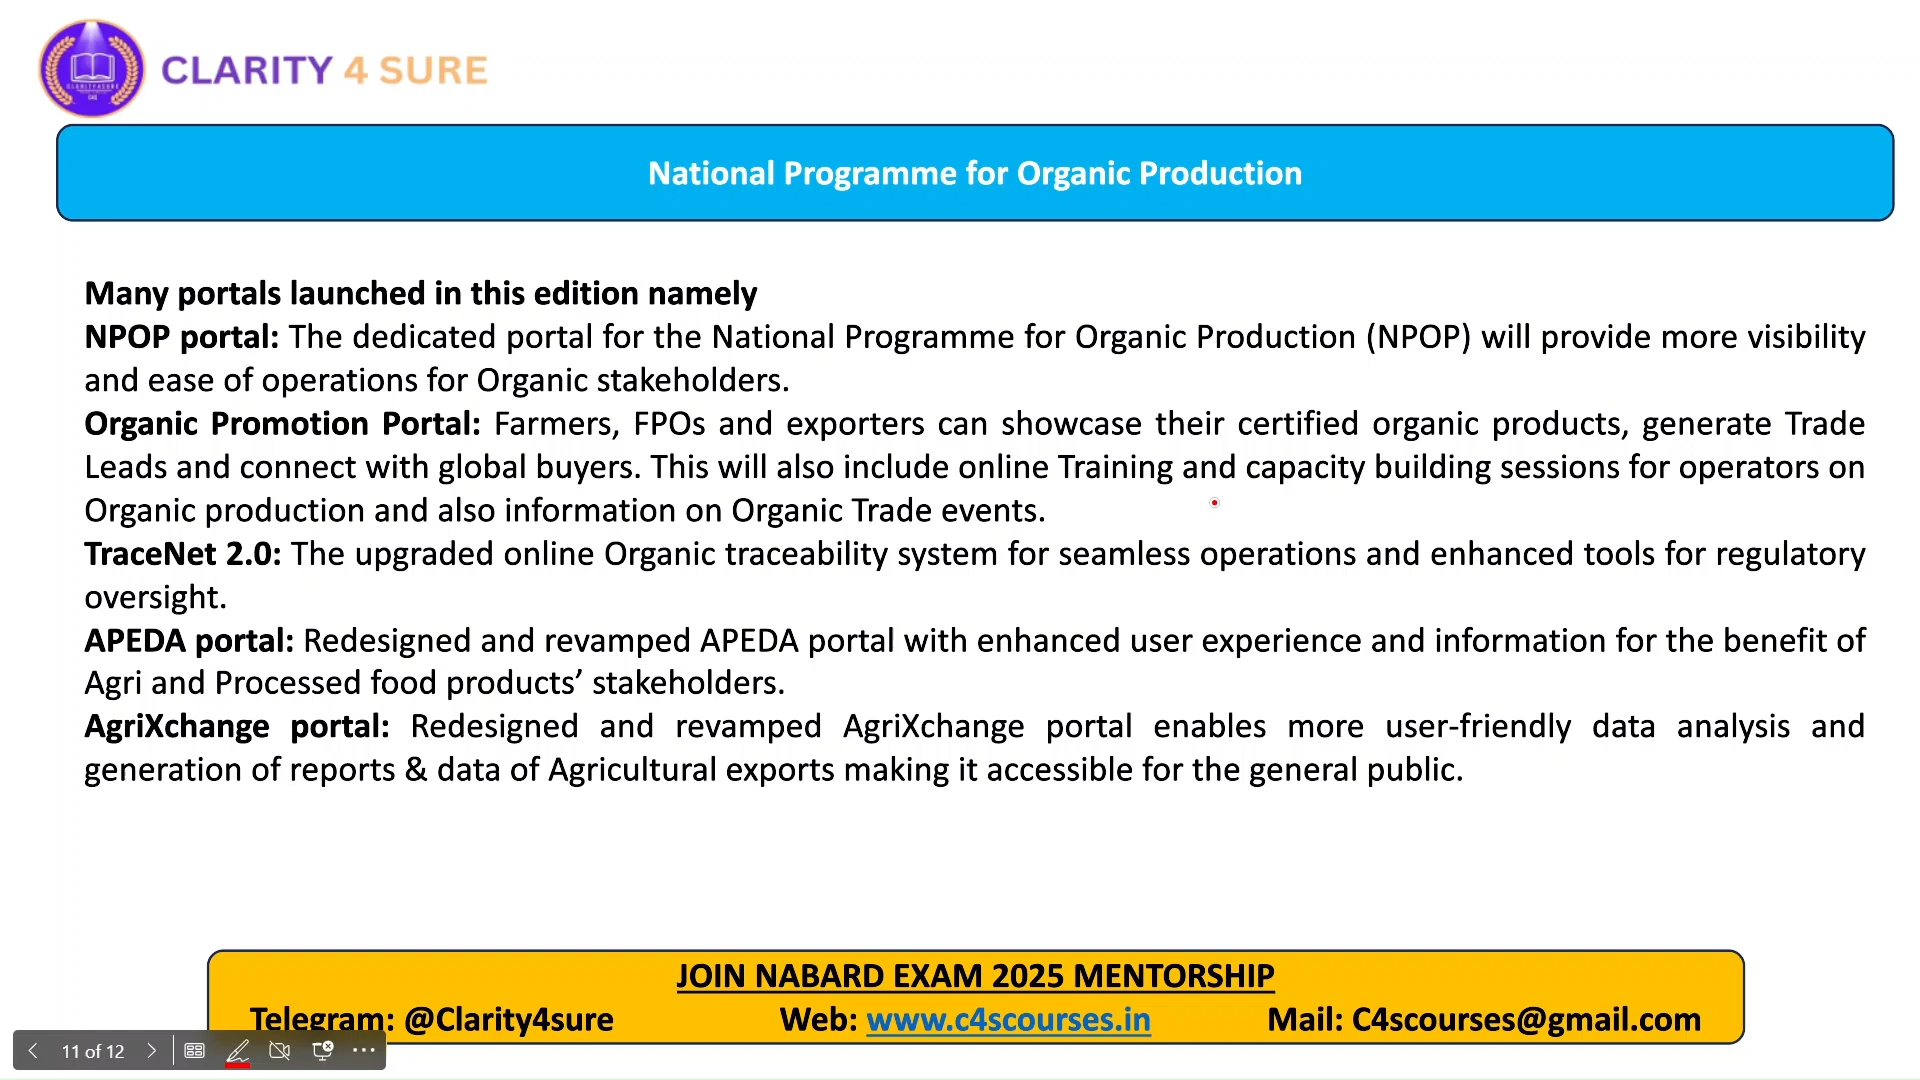 CLARITY 4 SURE
National Programme for Organic Production
Many portals launched in this edition namely
NPOP portal: The dedicated portal for the National Programme for Organic Production (NPOP) will provide more visibility
and ease of operations for Organic stakeholders.
Organic Promotion Portal: Farmers, FPOs and exporters can showcase their certified organic products, generate Trade
Leads and connect with global buyers. This will also include online Training and capacity building sessions for operators on
Organic production and also information on Organic Trade events.
TraceNet 2.0: The upgraded online Organic traceability system for seamless operations and enhanced tools for regulatory
oversight.
APEDA portal: Redesigned and revamped APEDA portal with enhanced user experience and information for the benefit of
Agri and Processed food products’ stakeholders.
AgriXchange portal: Redesigned and revamped AgriXchange portal enables more user-friendly data analysis and
generation of reports & data of Agricultural exports making it accessible for the general public.
JOIN NABARD EXAM 2025 MENTORSHIP
Telegram: @Clarity4sure Web: www.c4scourses.in Mail: C4scourses@gmail.com
11 of 12